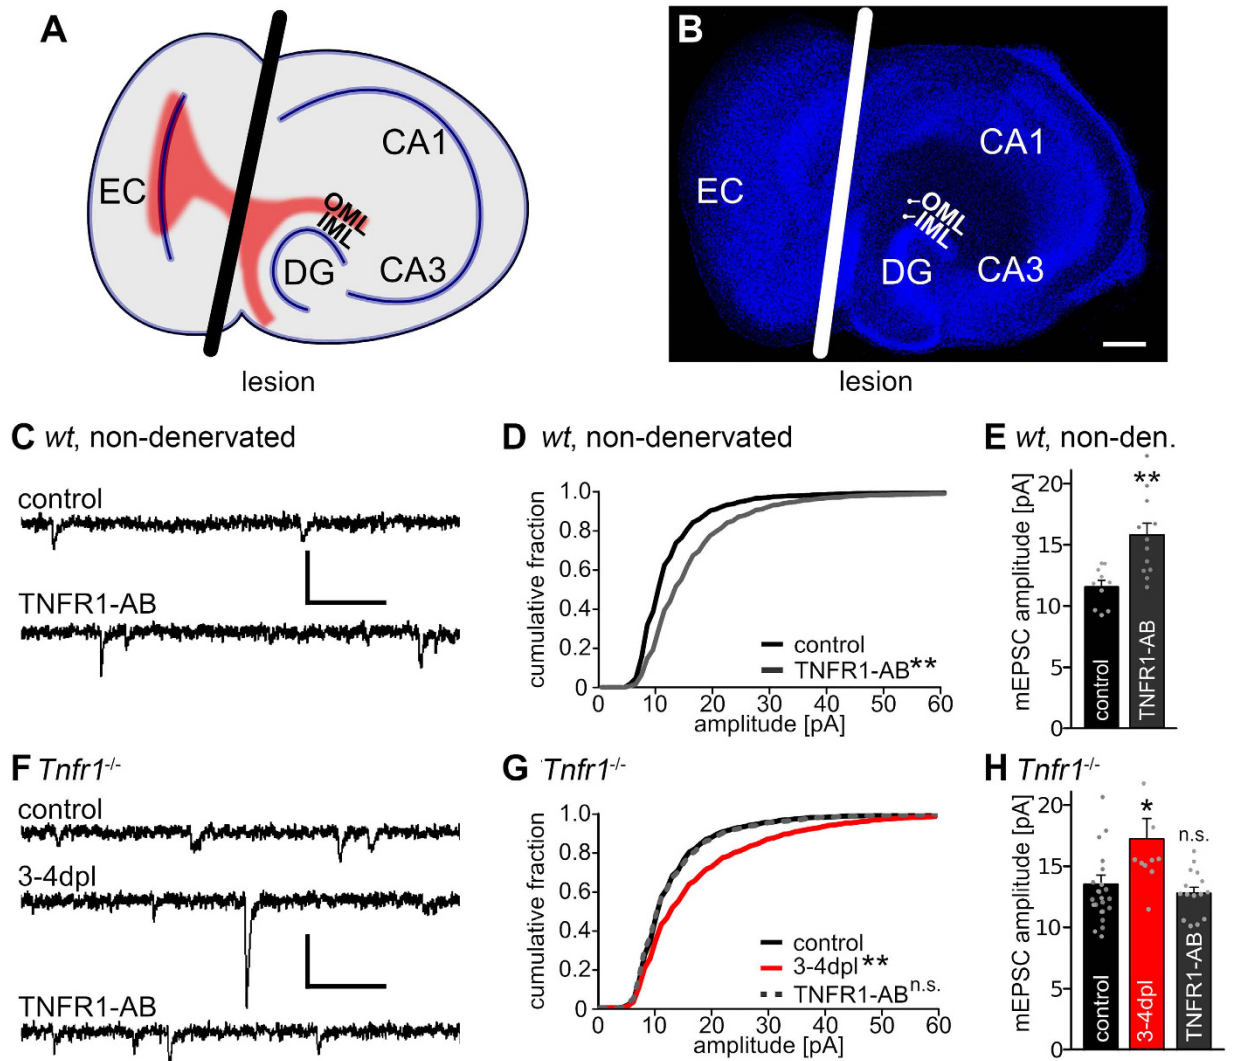 A
EC
CA1
OML
IML
DG
CA3
lesion
B
EC
CA1
OML
IML
DG
CA3
lesion
C wt, non-denervated
control
TNFR1-AB
D wt, non-denervated
cumulative fraction
1.0
0.8
0.6
0.4
0.2
0
control
TNFR1-AB**
0 10 20 30 40 50 60
amplitude [pA]
E wt, non-den.
mEPSC amplitude [pA]
20
15
10
5
0
**
control
TNFR1-AB
F Tnfr1-/-
control
3-4dpl
TNFR1-AB
G Tnfr1-/-
cumulative fraction
1.0
0.8
0.6
0.4
0.2
0
control
3-4dpl**
TNFR1-AB n.s.
0 10 20 30 40 50 60
amplitude [pA]
H Tnfr1-/-
mEPSC amplitude [pA]
20
15
10
5
0
*
n.s.
control
3-4dpl
TNFR1-AB